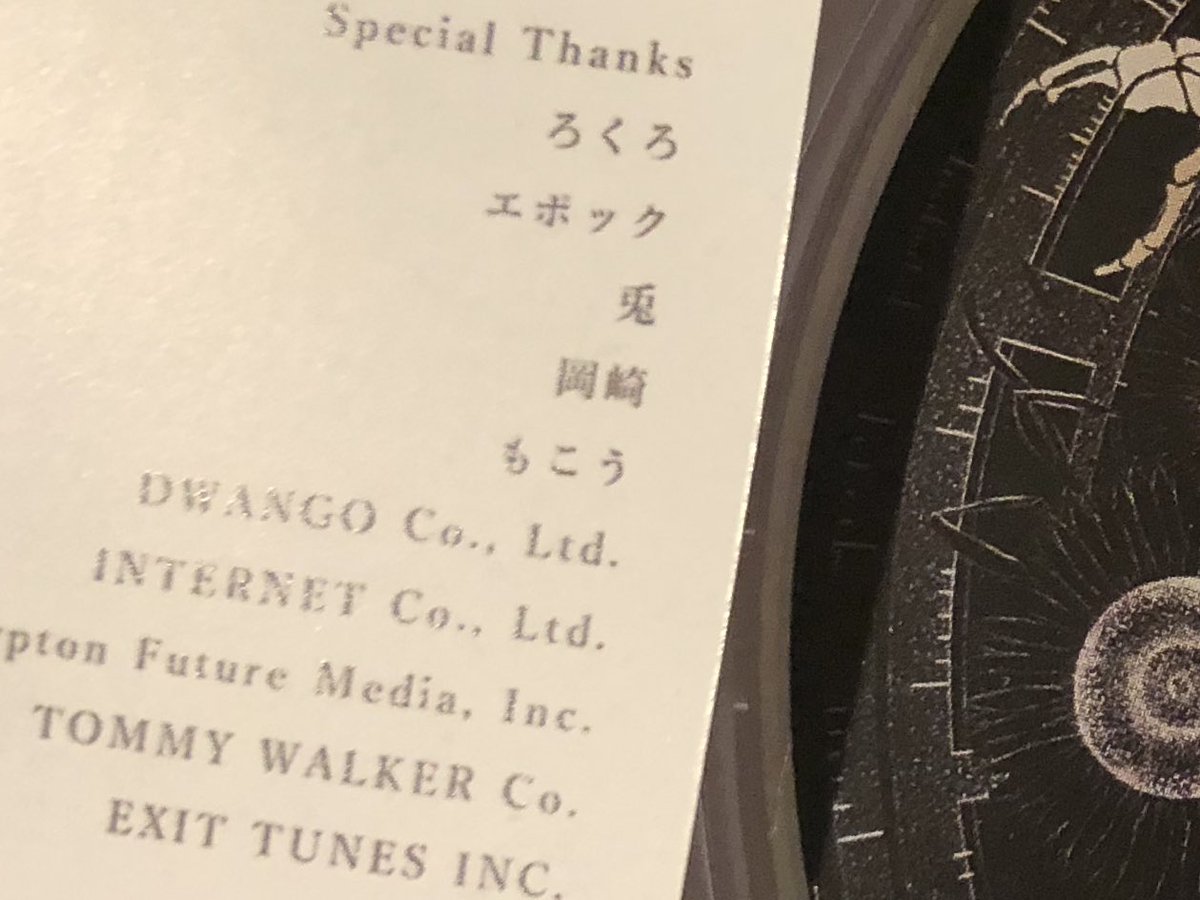 Special Thanks
ろくろ
エポック
兎
岡崎
もこう
DWANGO Co., Ltd.
INTERNET Co., Ltd.
ypton Future Media, Inc.
TOMMY WALKER Co.
EXIT TUNES INC.